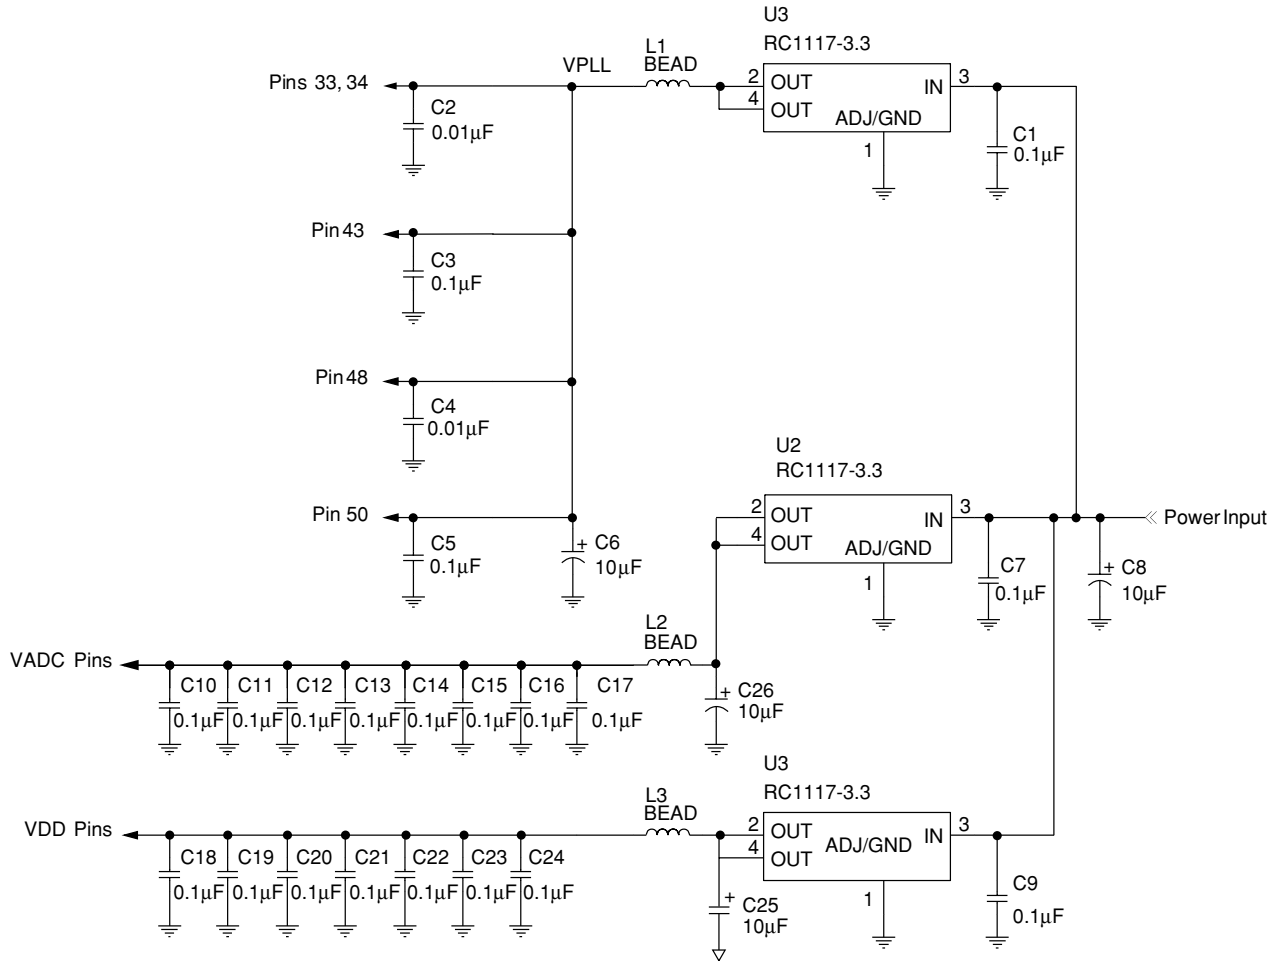 U3
RC1117-3.3
L1
BEAD
VPLL
Pins 33, 34
2
OUT
4
OUT
IN
3
ADJ/GND
1
C2
0.01µF
C1
0.1µF
Pin 43
C3
0.1µF
Pin 48
C4
0.01µF
U2
RC1117-3.3
Pin 50
2
OUT
4
OUT
IN
3
ADJ/GND
1
Power Input
C5
0.1µF
+ C6
10µF
C7
0.1µF
+ C8
10µF
L2
BEAD
VADC Pins
C10
0.1µF
C11
0.1µF
C12
0.1µF
C13
0.1µF
C14
0.1µF
C15
0.1µF
C16
0.1µF
C17
0.1µF
+ C26
10µF
U3
RC1117-3.3
L3
BEAD
VDD Pins
2
OUT
4
OUT
IN
3
ADJ/GND
1
C18
0.1µF
C19
0.1µF
C20
0.1µF
C21
0.1µF
C22
0.1µF
C23
0.1µF
C24
0.1µF
+ C25
10µF
C9
0.1µF